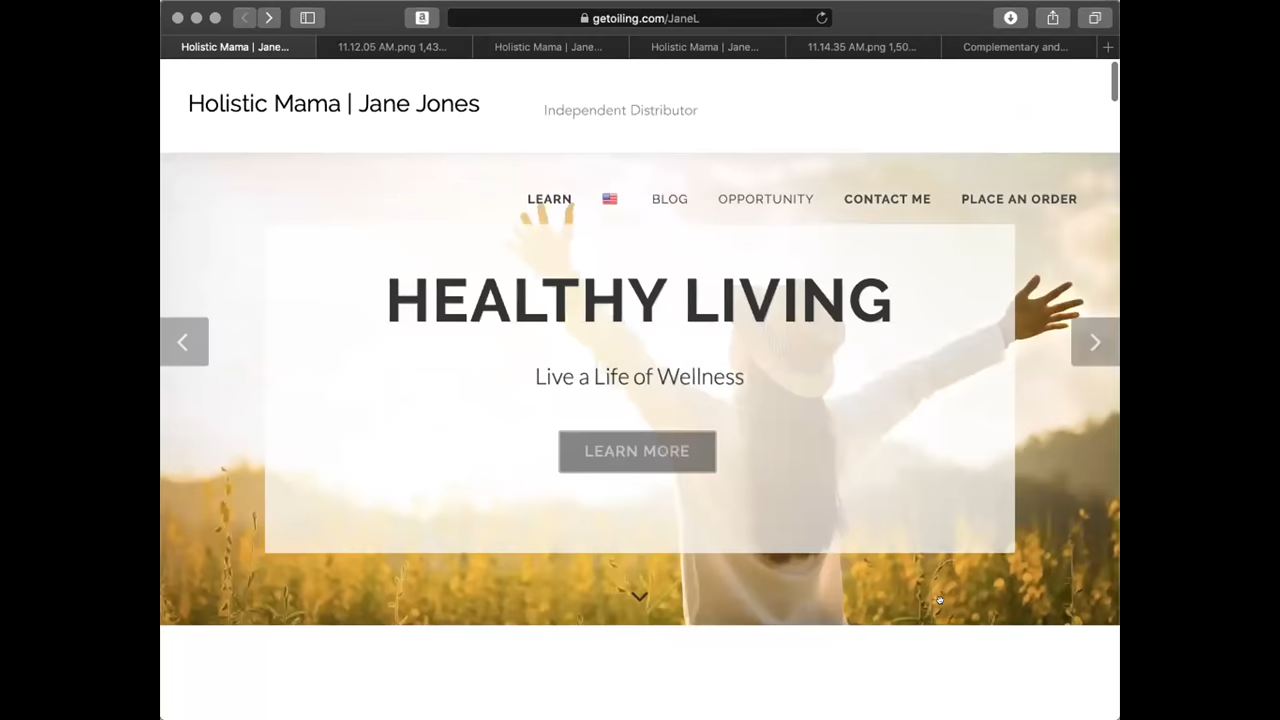 getoiling.com/JaneL
Holistic Mama | Jane...
11.12.05 AM.png 1,43...
Holistic Mama | Jane...
Holistic Mama | Jane...
11.14.35 AM.png 1,50...
Complementary and...
Holistic Mama | Jane Jones
Independent Distributor
LEARN
BLOG
OPPORTUNITY
CONTACT ME
PLACE AN ORDER
HEALTHY LIVING
Live a Life of Wellness
LEARN MORE